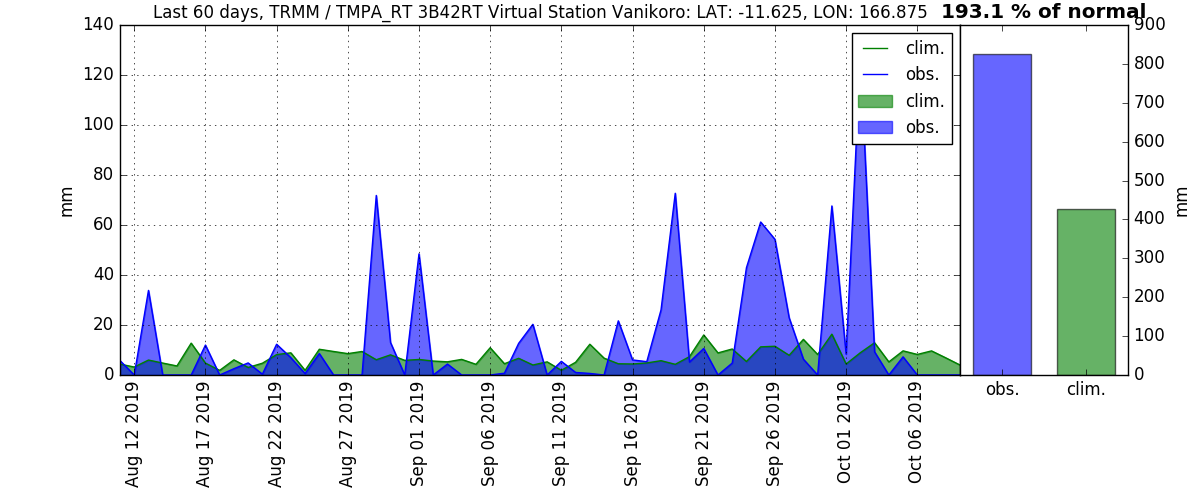 Last 60 days, TRMM / TMPA_RT 3B42RT Virtual Station Vanikoro: LAT: -11.625, LON: 166.875 193.1 % of normal
140
120
100
80
60
40
20
0
mm
clim.
obs.
clim.
obs.
Aug 12 2019
Aug 17 2019
Aug 22 2019
Aug 27 2019
Sep 01 2019
Sep 06 2019
Sep 11 2019
Sep 16 2019
Sep 21 2019
Sep 26 2019
Oct 01 2019
Oct 06 2019
900
800
700
600
500
400
300
200
100
0
mm
obs. clim.